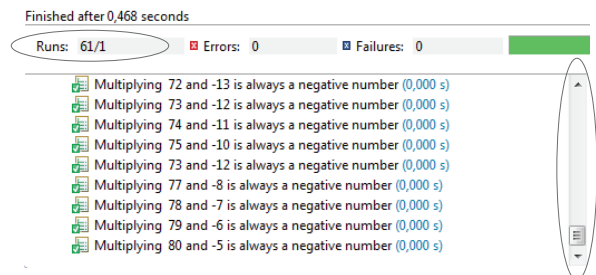 Finished after 0,468 seconds
Runs: 61/1 Errors: 0 Failures: 0
Multiplying 72 and -13 is always a negative number (0,000 s)
Multiplying 73 and -12 is always a negative number (0,000 s)
Multiplying 74 and -11 is always a negative number (0,000 s)
Multiplying 75 and -10 is always a negative number (0,000 s)
Multiplying 73 and -12 is always a negative number (0,000 s)
Multiplying 77 and -8 is always a negative number (0,000 s)
Multiplying 78 and -7 is always a negative number (0,000 s)
Multiplying 79 and -6 is always a negative number (0,000 s)
Multiplying 80 and -5 is always a negative number (0,000 s)